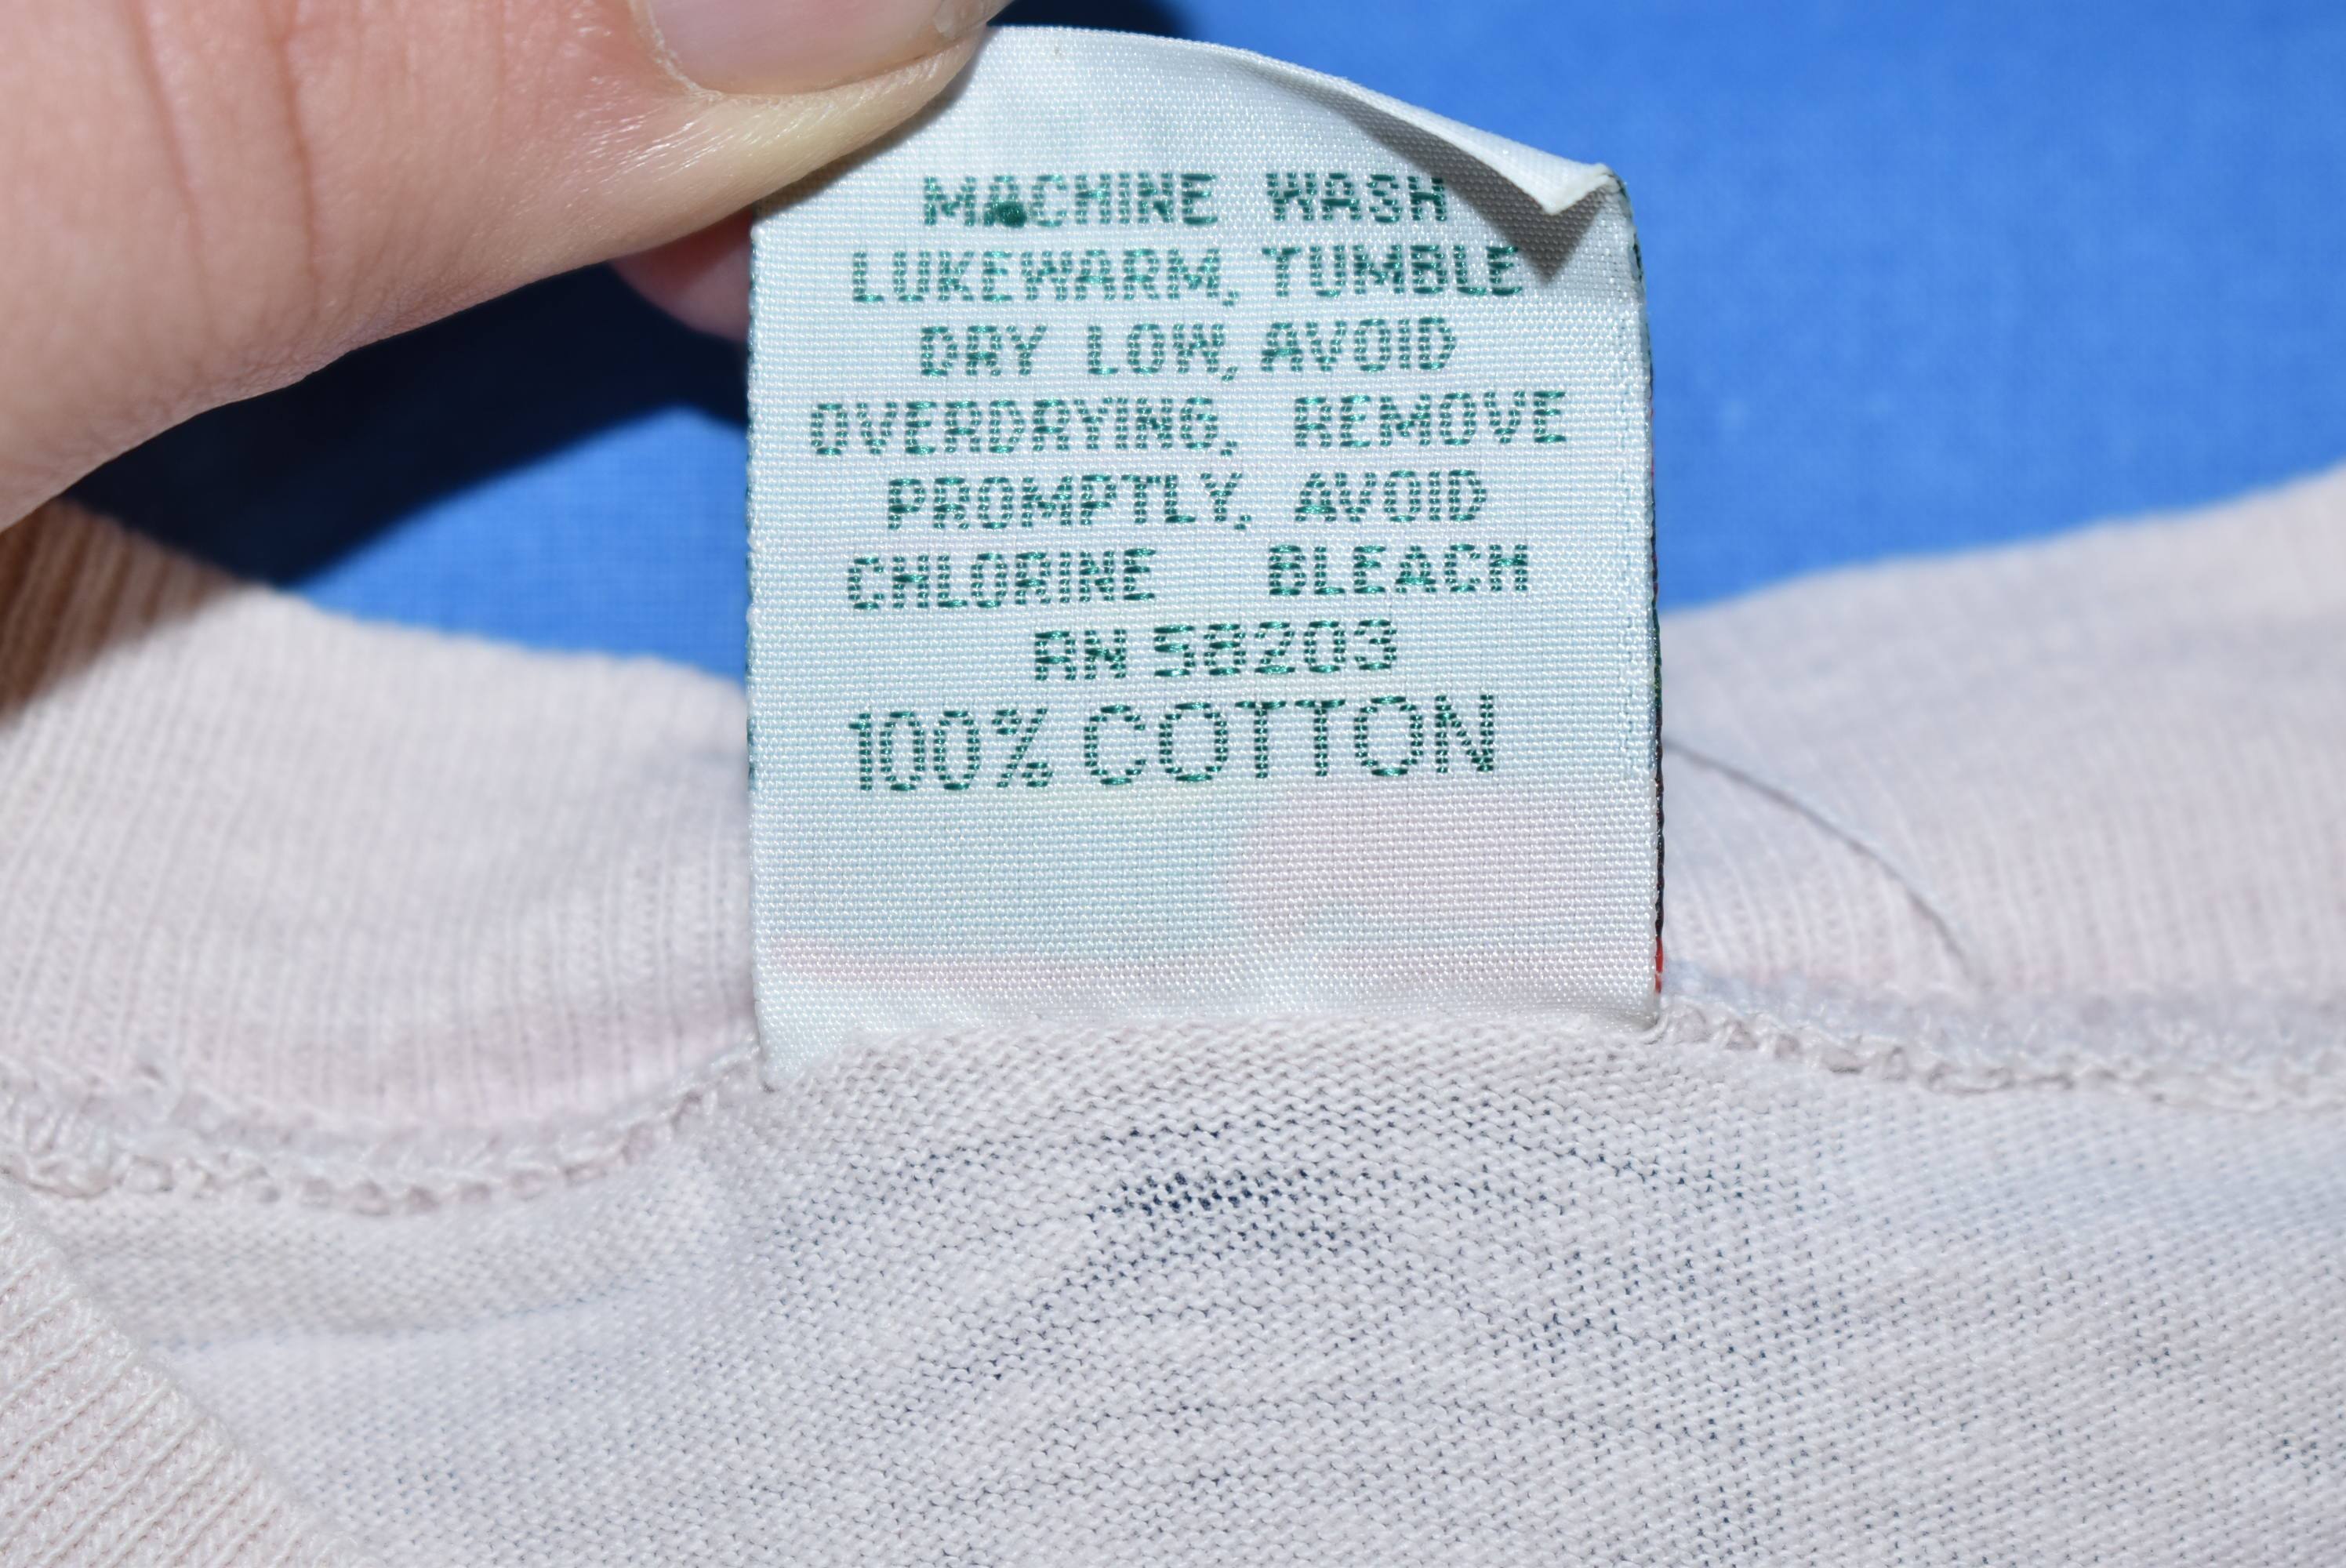 MACHINE WASH
LUKEWARM, TUMBLE
DRY LOW, AVOID
OVERDRYING, REMOVE
PROMPTLY, AVOID
CHLORINE BLEACH
RN 58203
100% COTTON